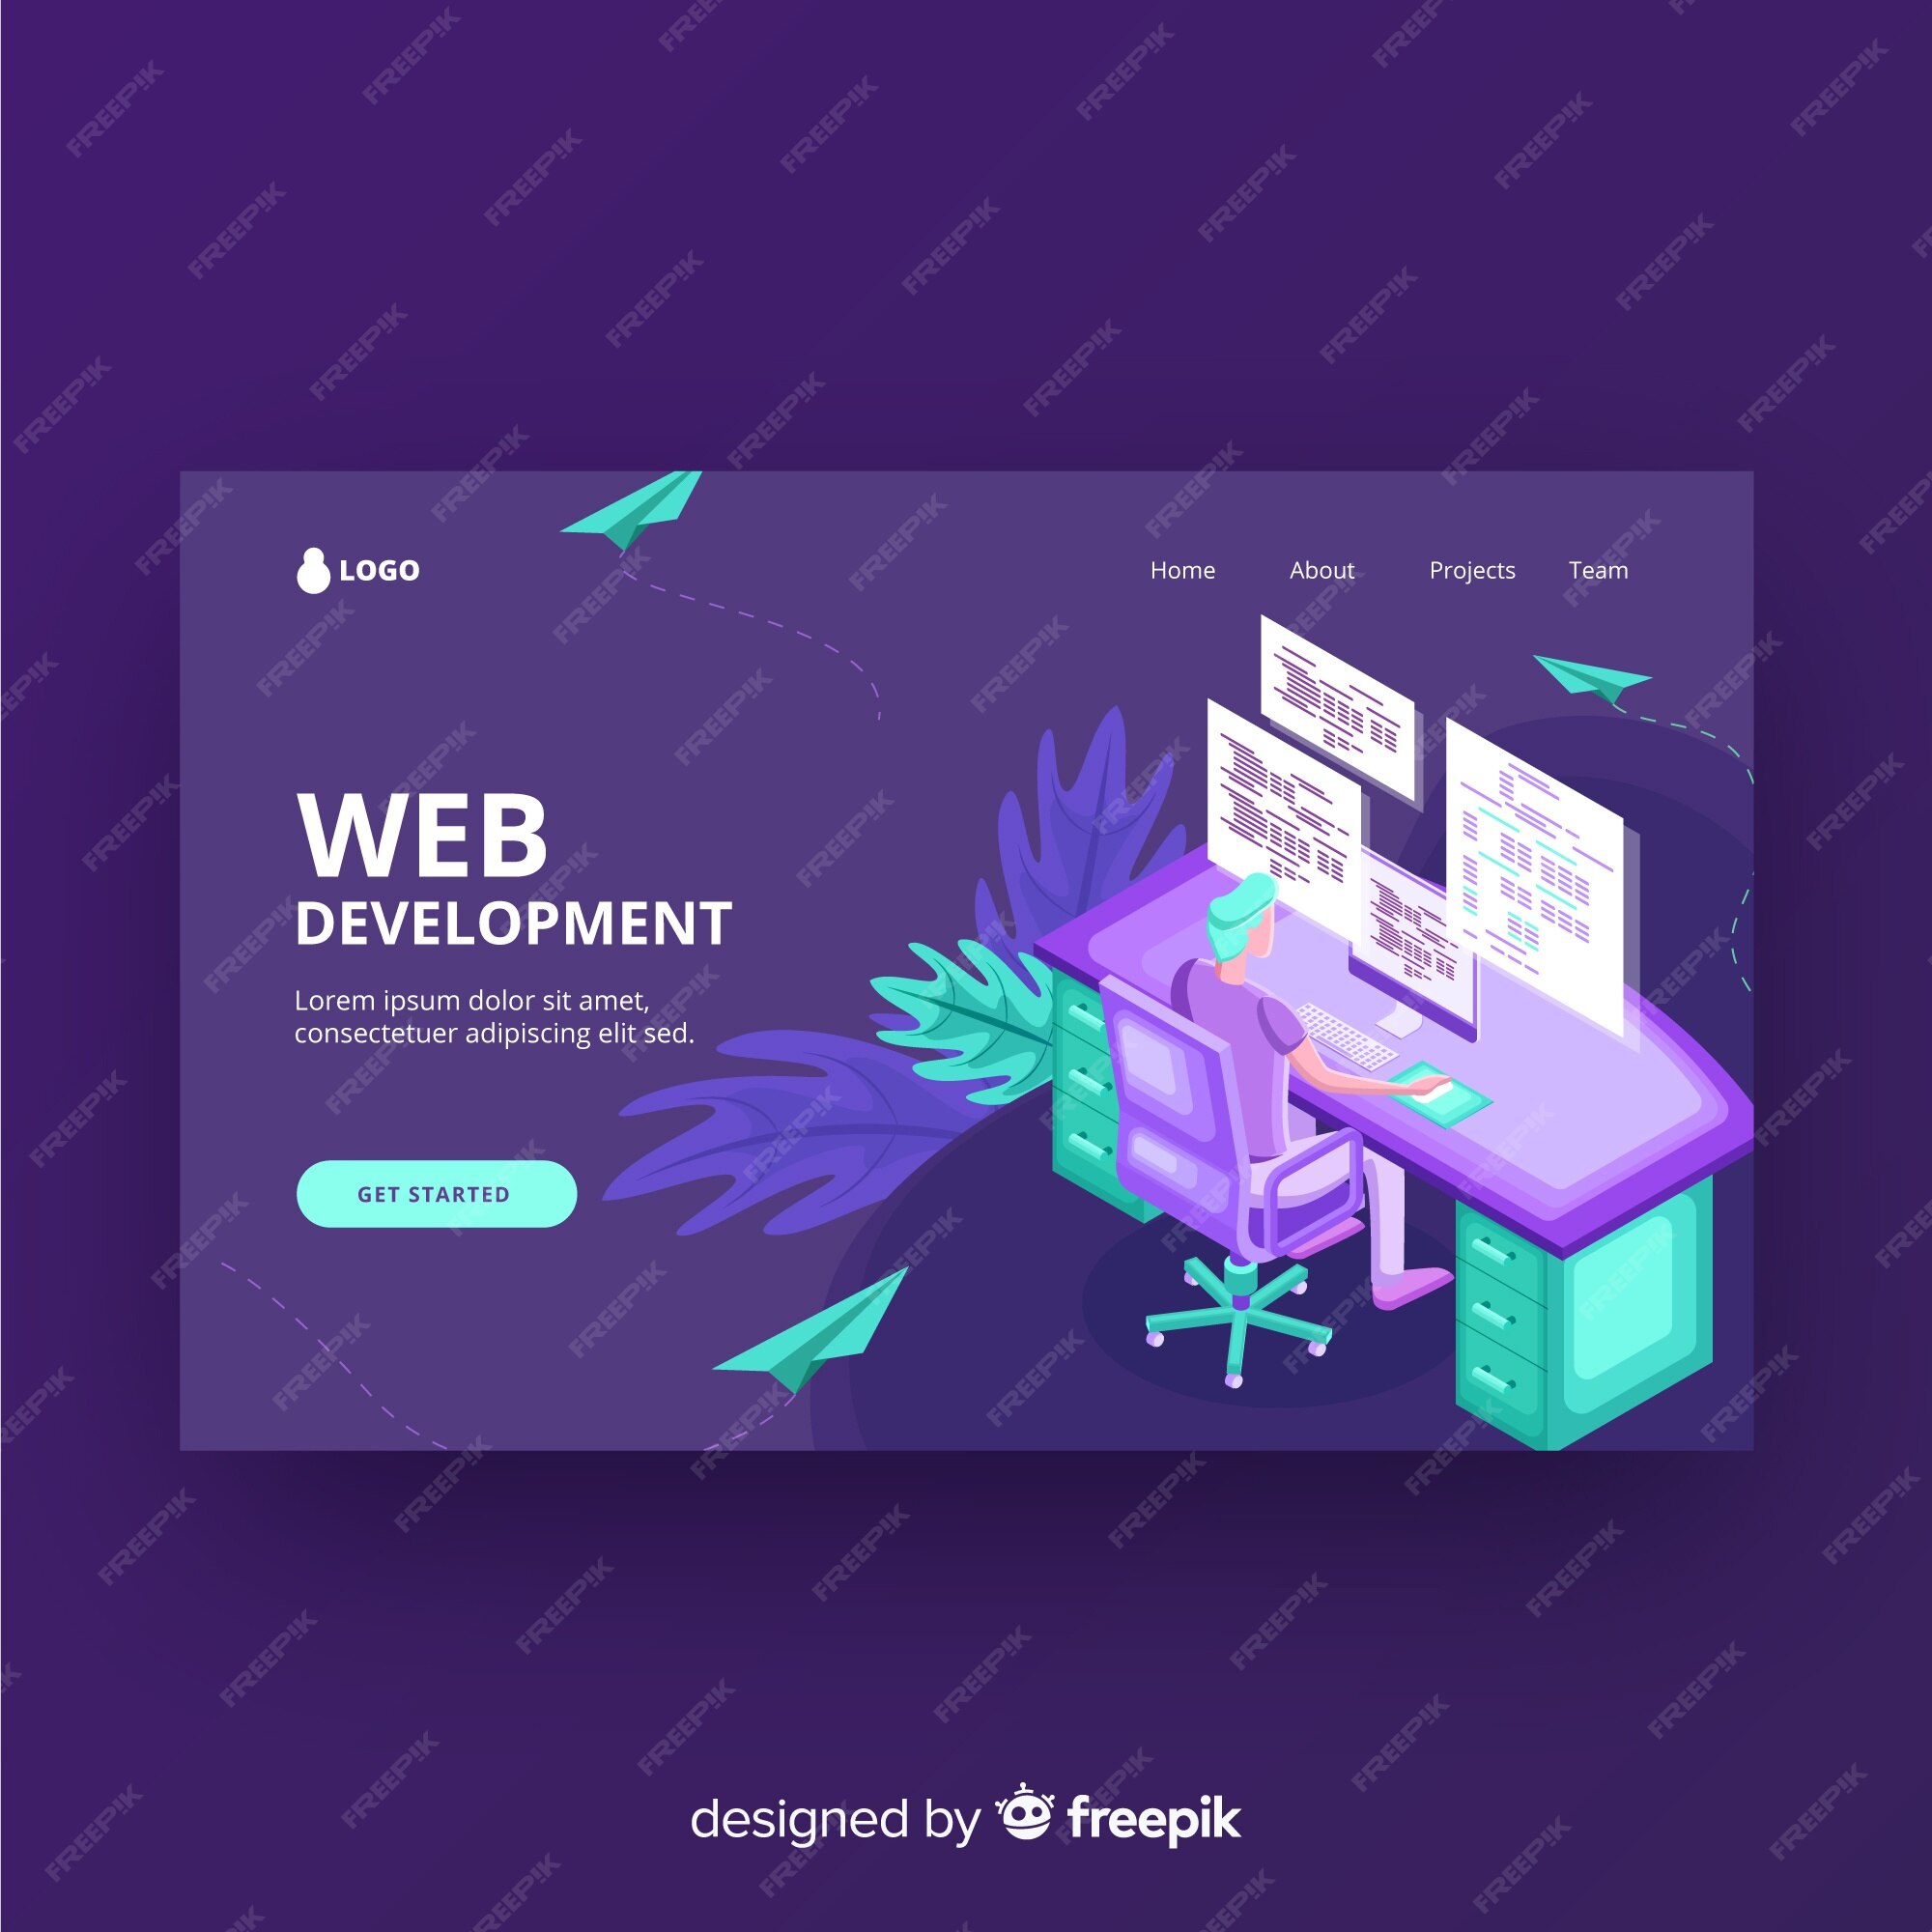 LOGO
Home About Projects Team
WEB
DEVELOPMENT
Lorem ipsum dolor sit amet,
consectetuer adipiscing elit sed.
GET STARTED
designed by freepik
FREEPIK